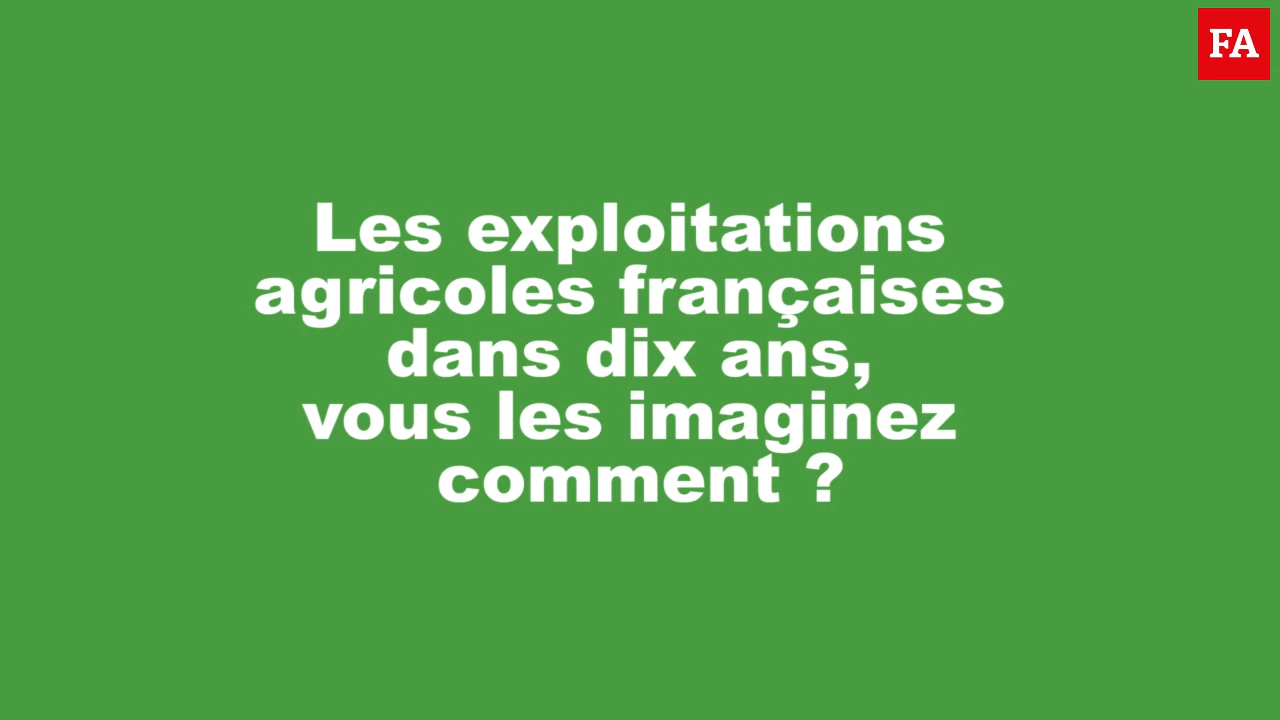 FA
Les exploitations
agricoles françaises
dans dix ans,
vous les imaginez
comment ?